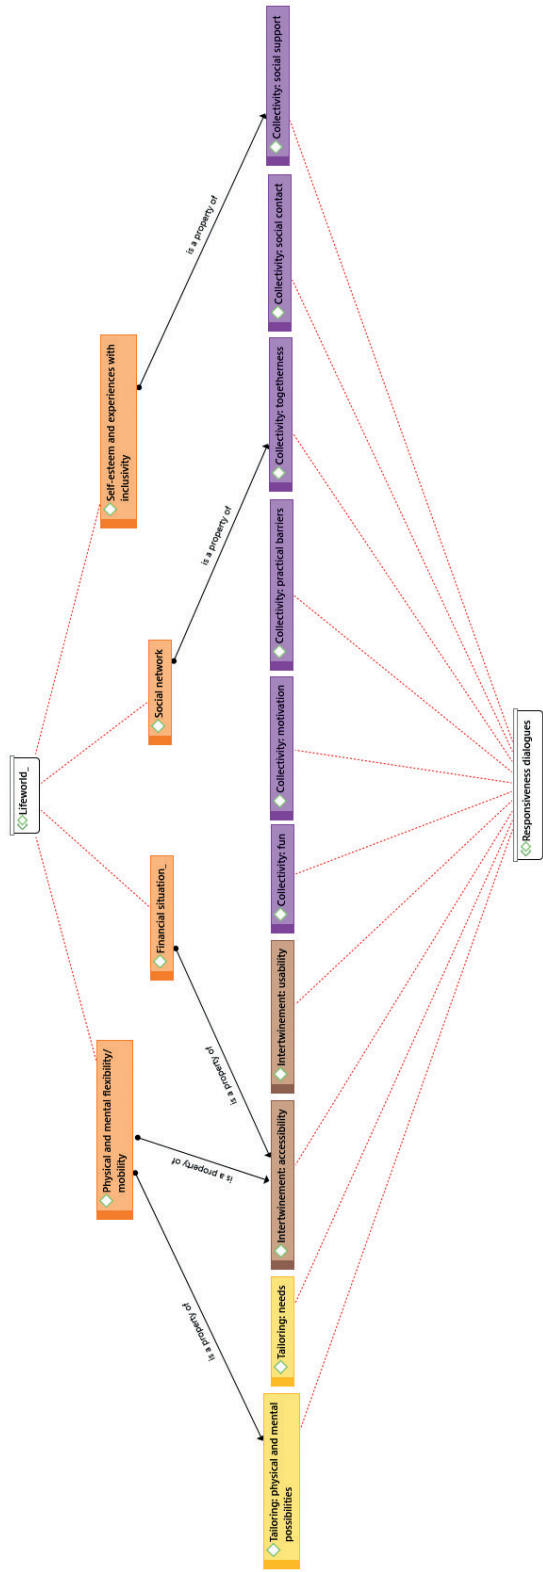 Lifeworld_
Physical and mental flexibility/
mobility
Financial situation_
Social network
Self-esteem and experiences with
inclusivity
is a property of
is a property of
is a property of
is a property of
is a property of
Tailoring: physical and mental
possibilities
Tailoring: needs
Intertwinement: accessibility
Intertwinement: usability
Collectivity: fun
Collectivity: motivation
Collectivity: practical barriers
Collectivity: togetherness
Collectivity: social contact
Collectivity: social support
Responsiveness dialogues